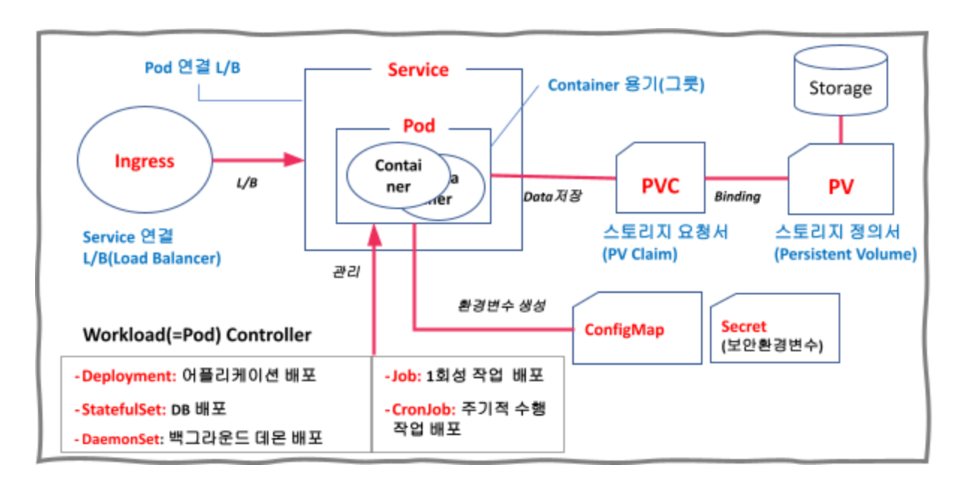 Pod 연결 L/B
Service
Container 용기(그릇)
Storage
Pod
Ingress
Contai
ner
a
ner
L/B
Data저장
PVC
Binding
PV
Service 연결
L/B(Load Balancer)
스토리지 요청서
(PV Claim)
스토리지 정의서
(Persistent Volume)
관리
환경변수 생성
ConfigMap
Secret
(보안환경변수)
Workload(=Pod) Controller
-Deployment: 어플리케이션 배포
-StatefulSet: DB 배포
-DaemonSet: 백그라운드 데몬 배포
-Job: 1회성 작업 배포
-CronJob: 주기적 수행
작업 배포